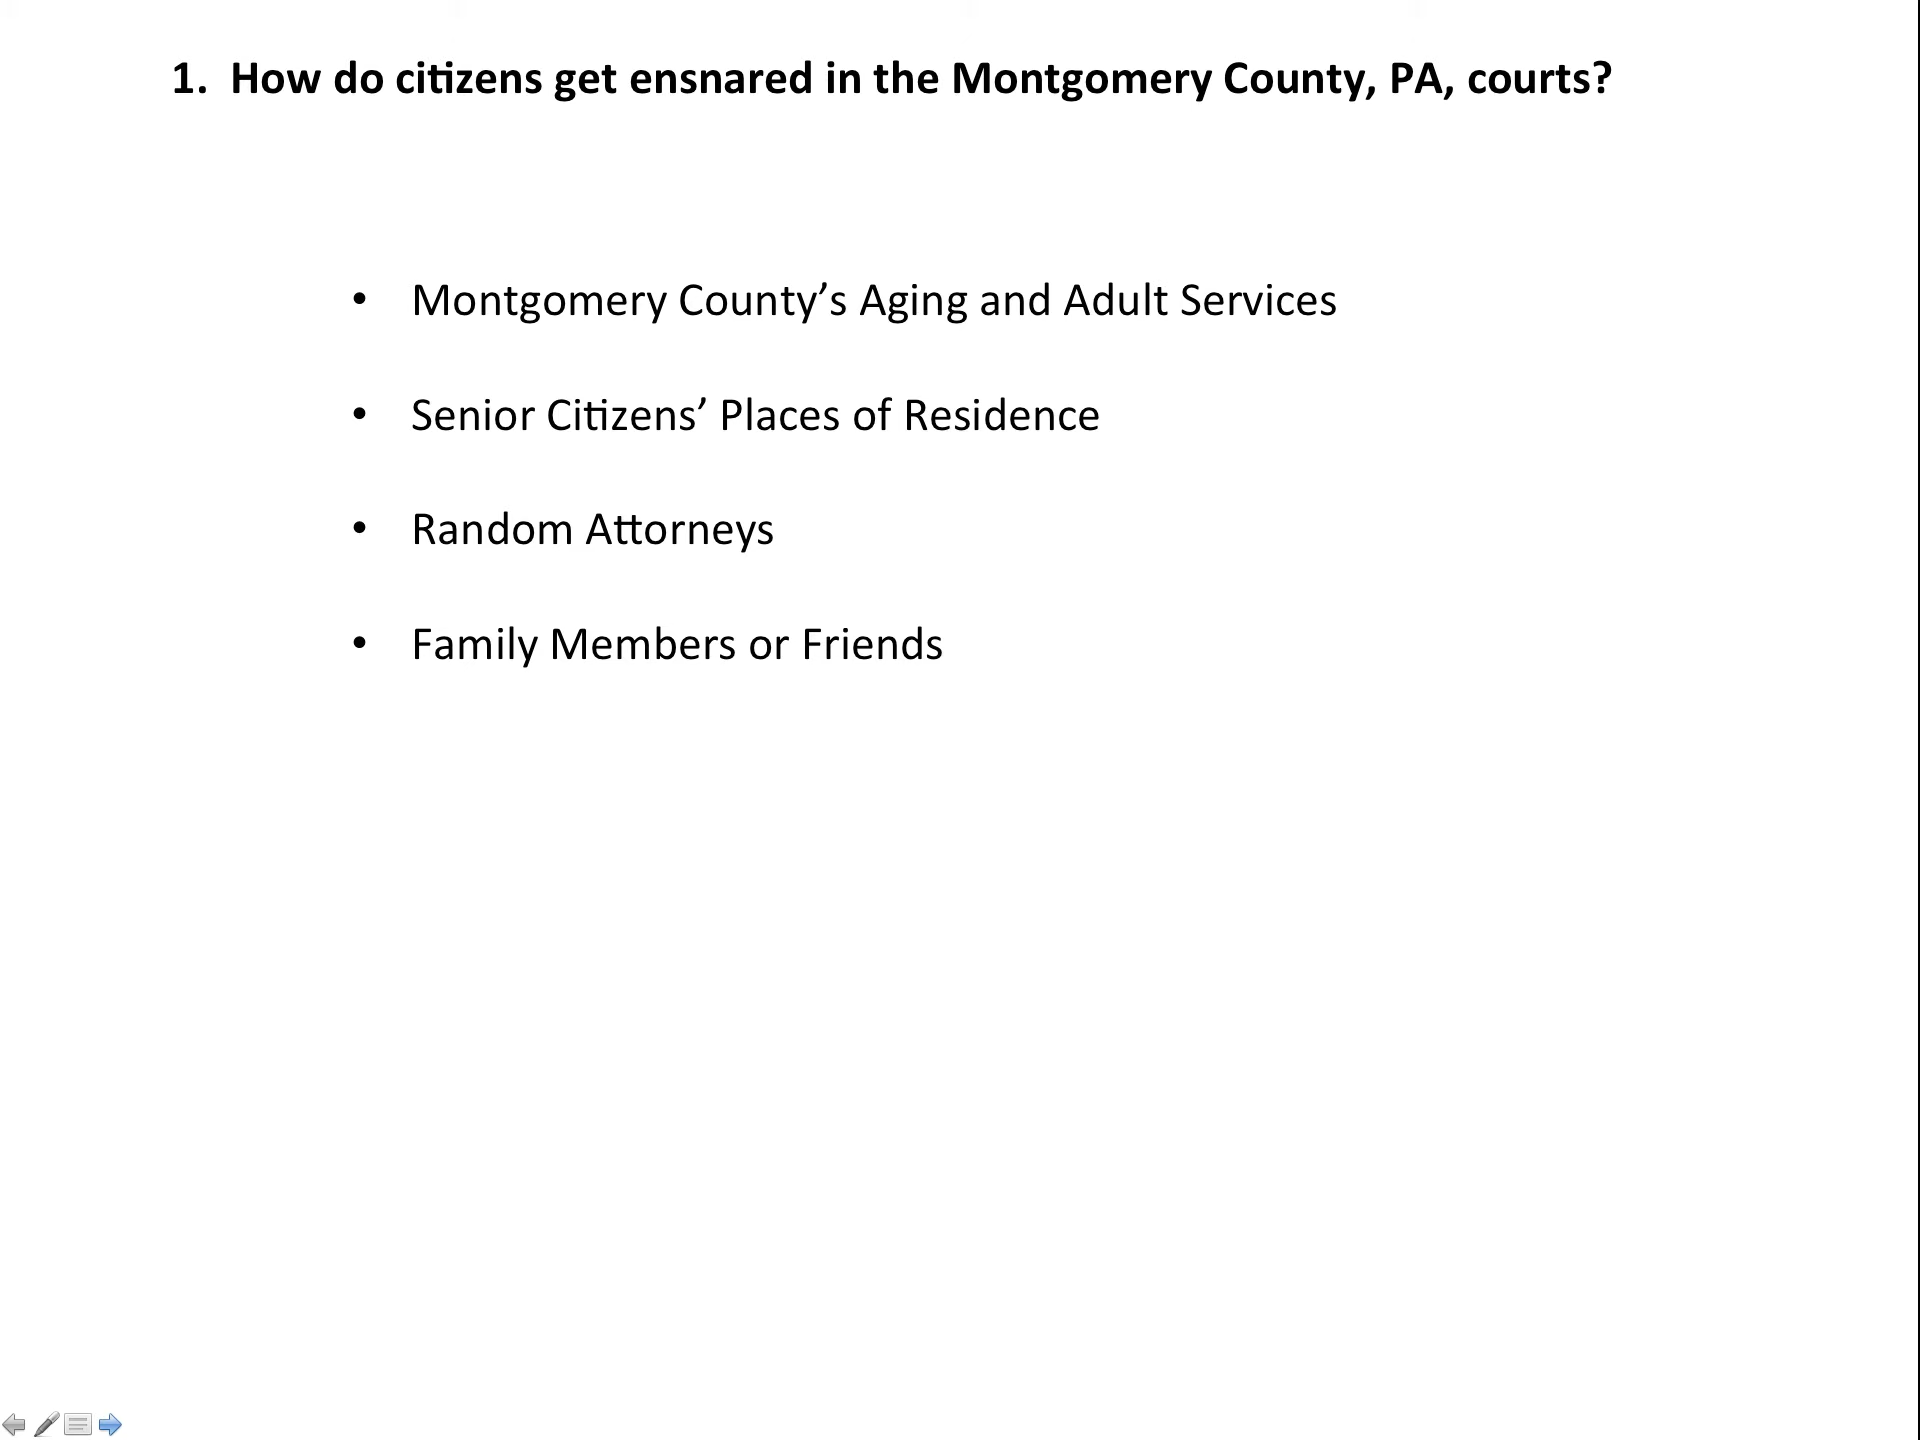 1. How do citizens get ensnared in the Montgomery County, PA, courts?
• Montgomery County’s Aging and Adult Services
• Senior Citizens’ Places of Residence
• Random Attorneys
• Family Members or Friends